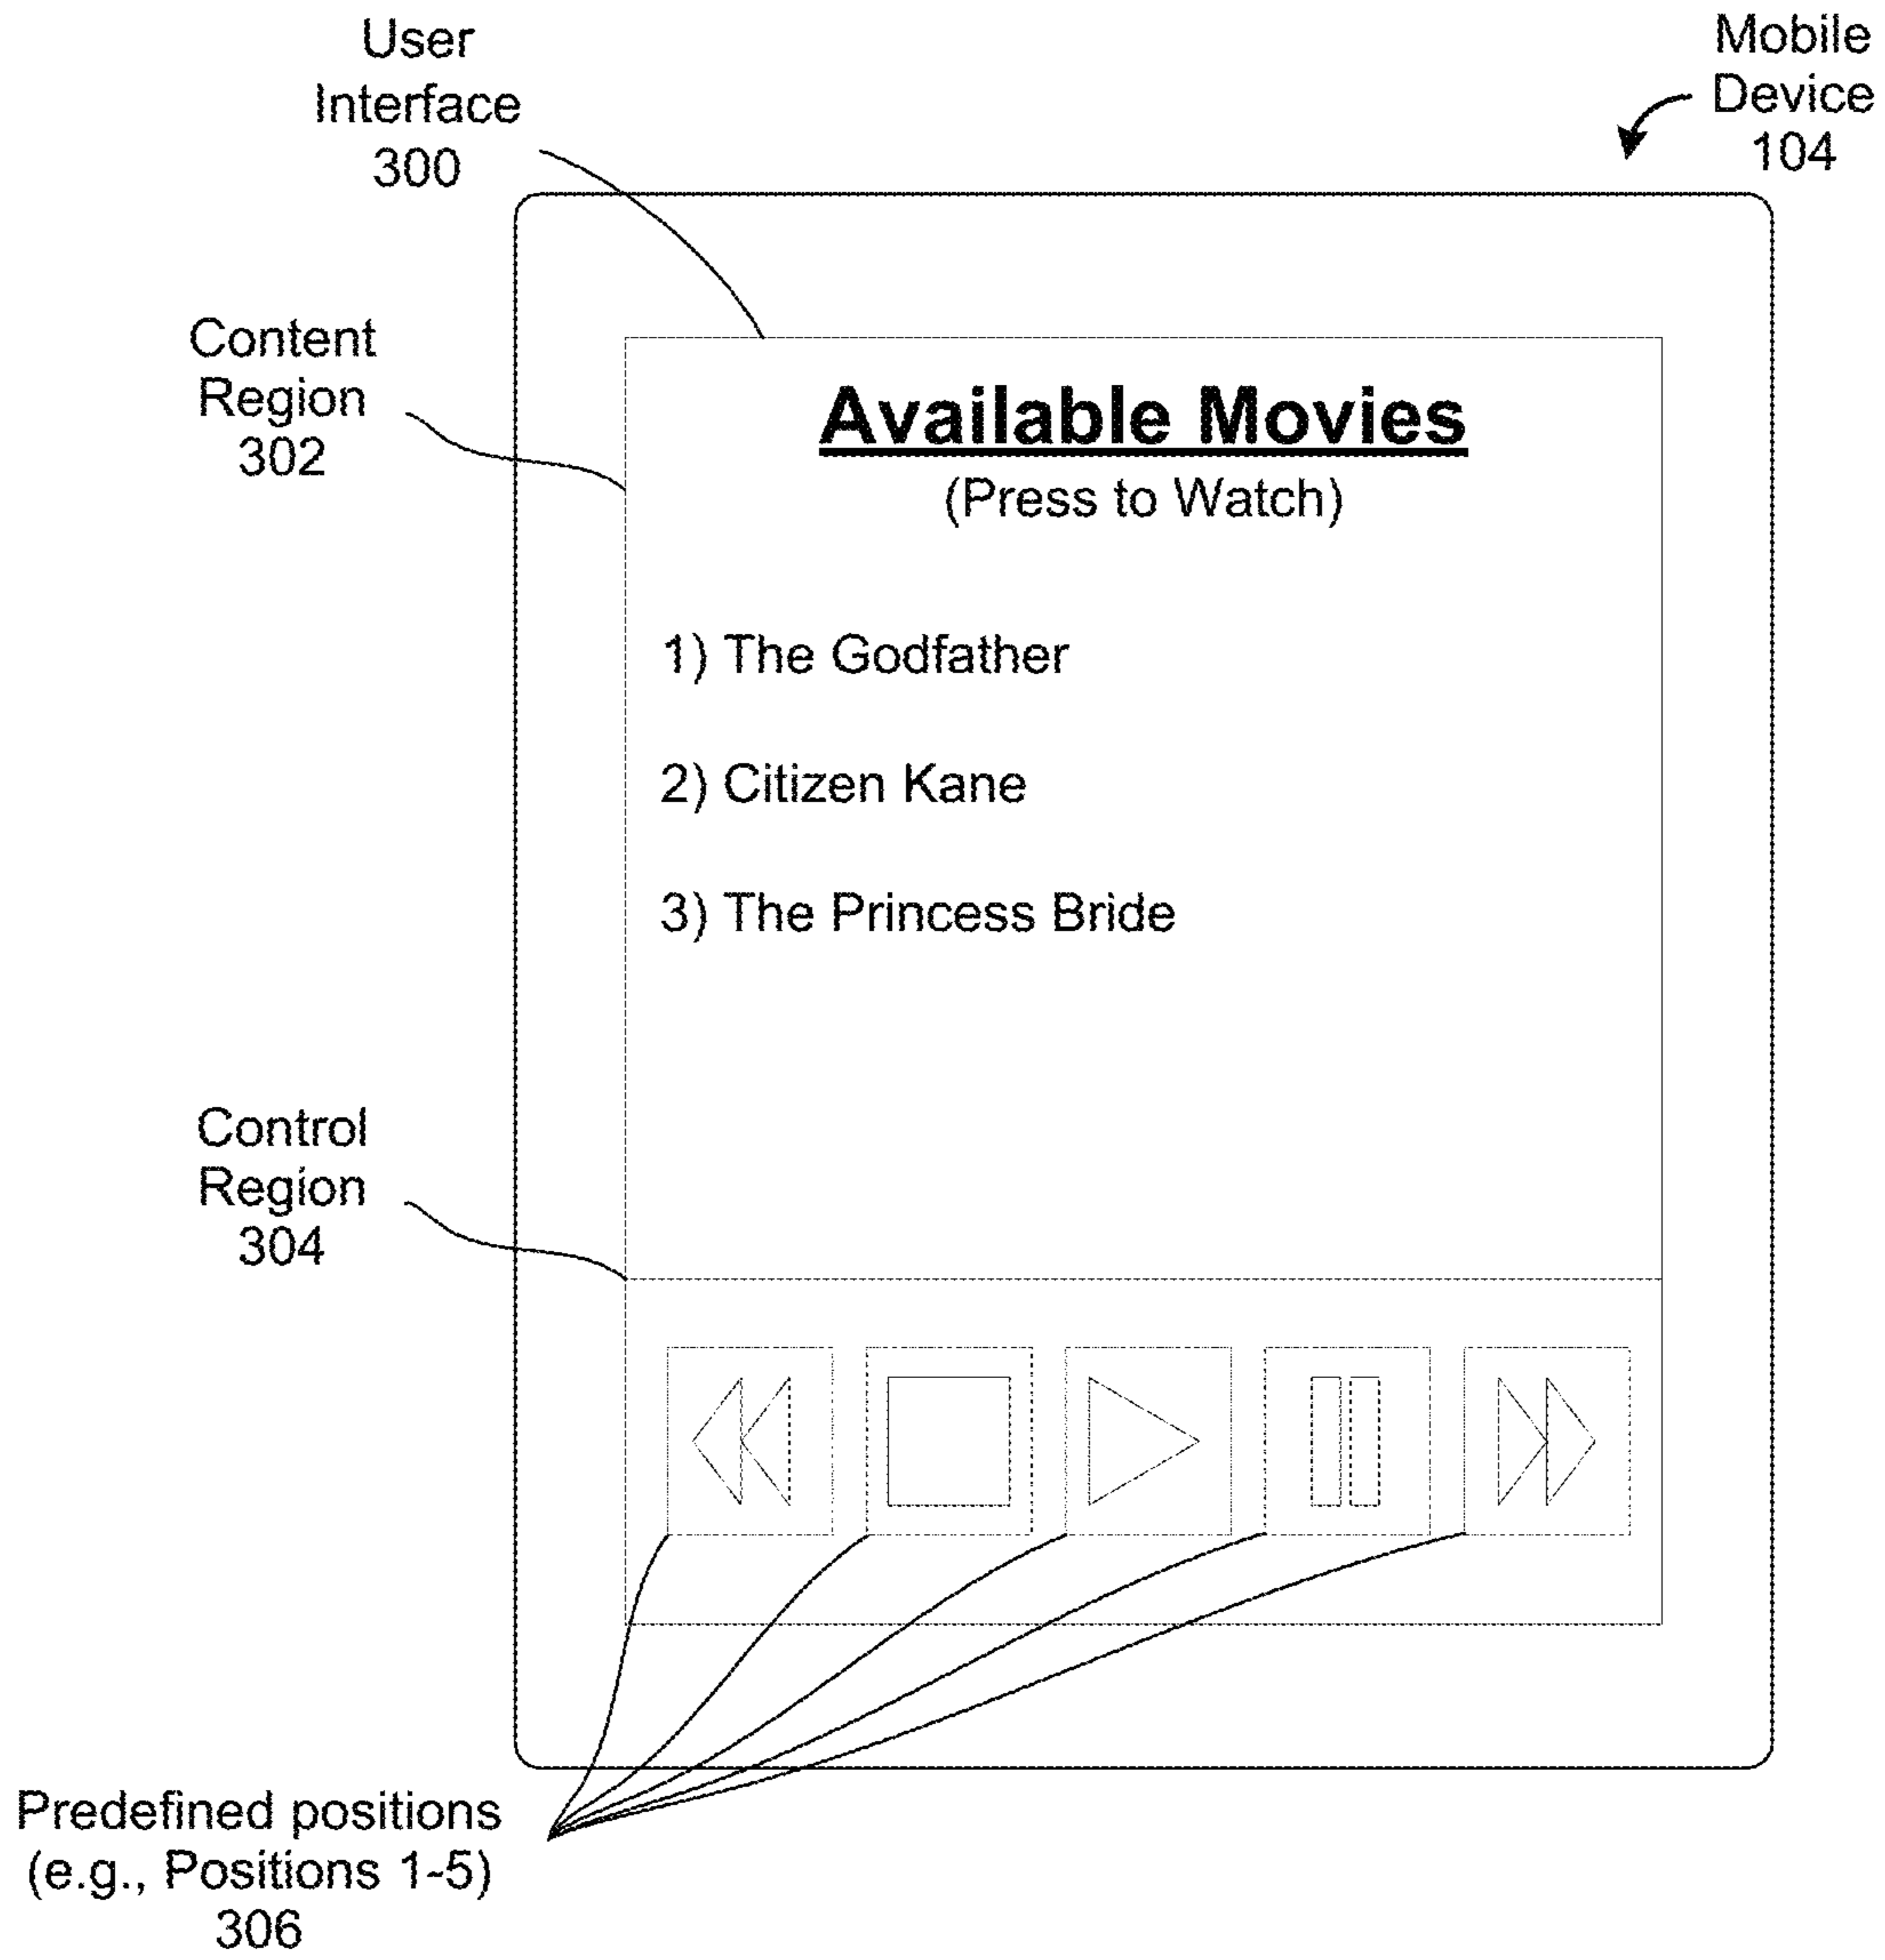 User
Interface
300
Mobile
Device
104
Content
Region
302
Available Movies
(Press to Watch)
1) The Godfather
2) Citizen Kane
3) The Princess Bride
Control
Region
304
Predefined positions
(e.g., Positions 1-5)
306